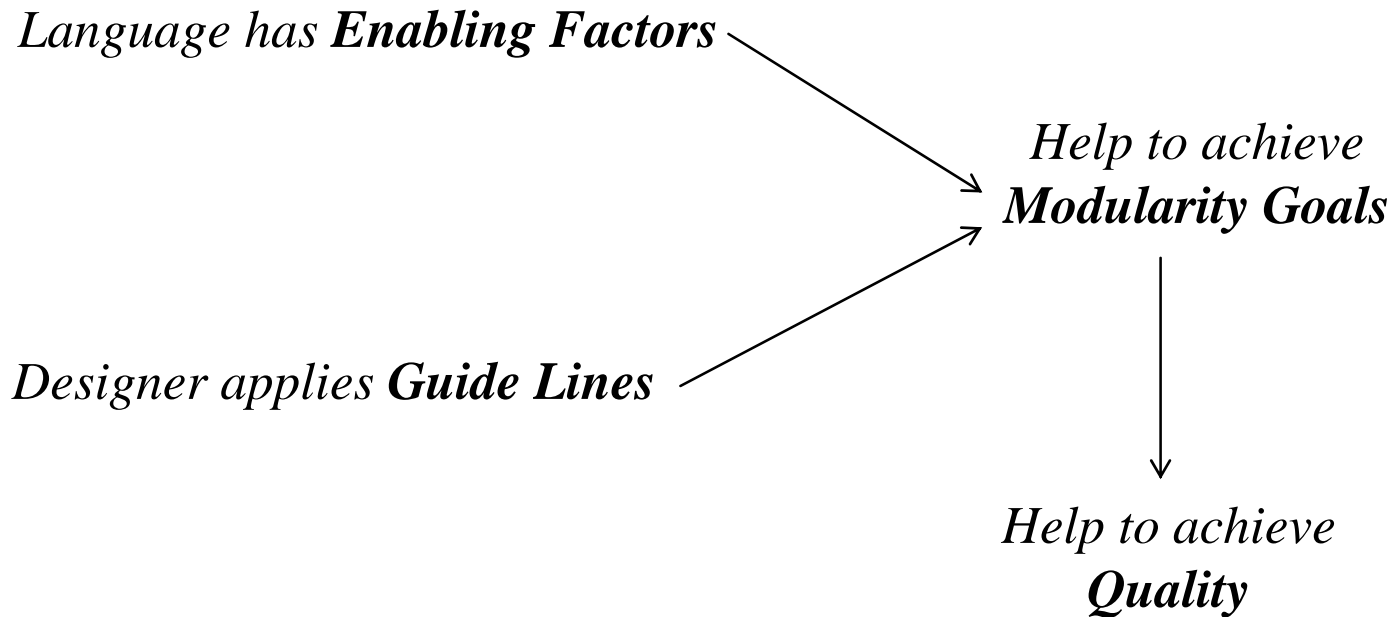 Language has Enabling Factors
Help to achieve
Modularity Goals
Designer applies Guide Lines
Help to achieve
Quality